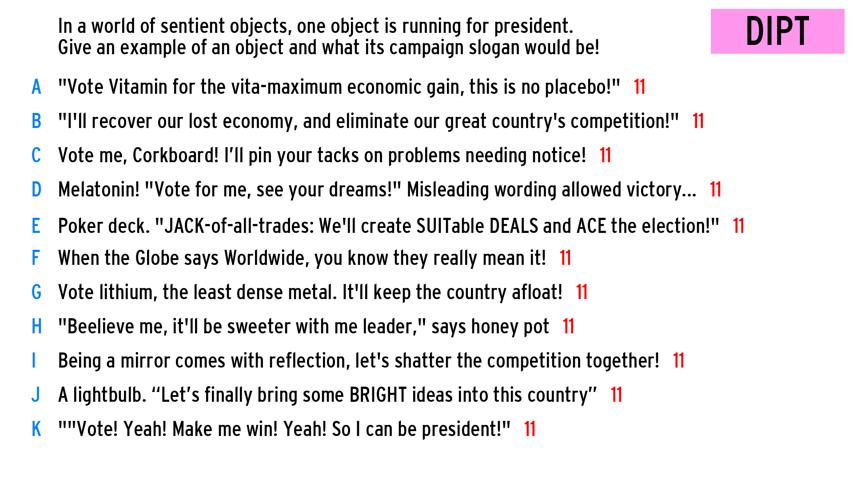 In a world of sentient objects, one object is running for president.
Give an example of an object and what its campaign slogan would be!
DIPT
A "Vote Vitamin for the vita-maximum economic gain, this is no placebo!" 11
B "I'll recover our lost economy, and eliminate our great country's competition!" 11
C Vote me, Corkboard! I’ll pin your tacks on problems needing notice! 11
D Melatonin! "Vote for me, see your dreams!" Misleading wording allowed victory... 11
E Poker deck. "JACK-of-all-trades: We'll create SUITable DEALS and ACE the election!" 11
F When the Globe says Worldwide, you know they really mean it! 11
G Vote lithium, the least dense metal. It'll keep the country afloat! 11
H "Beelieve me, it'll be sweeter with me leader," says honey pot 11
I Being a mirror comes with reflection, let's shatter the competition together! 11
J A lightbulb. “Let’s finally bring some BRIGHT ideas into this country” 11
K ""Vote! Yeah! Make me win! Yeah! So I can be president!" 11